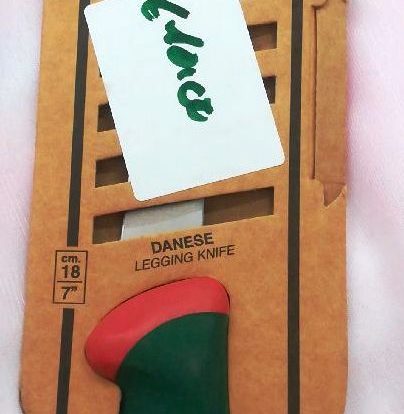 DANESE
LEGGING KNIFE
cm.
18
7"